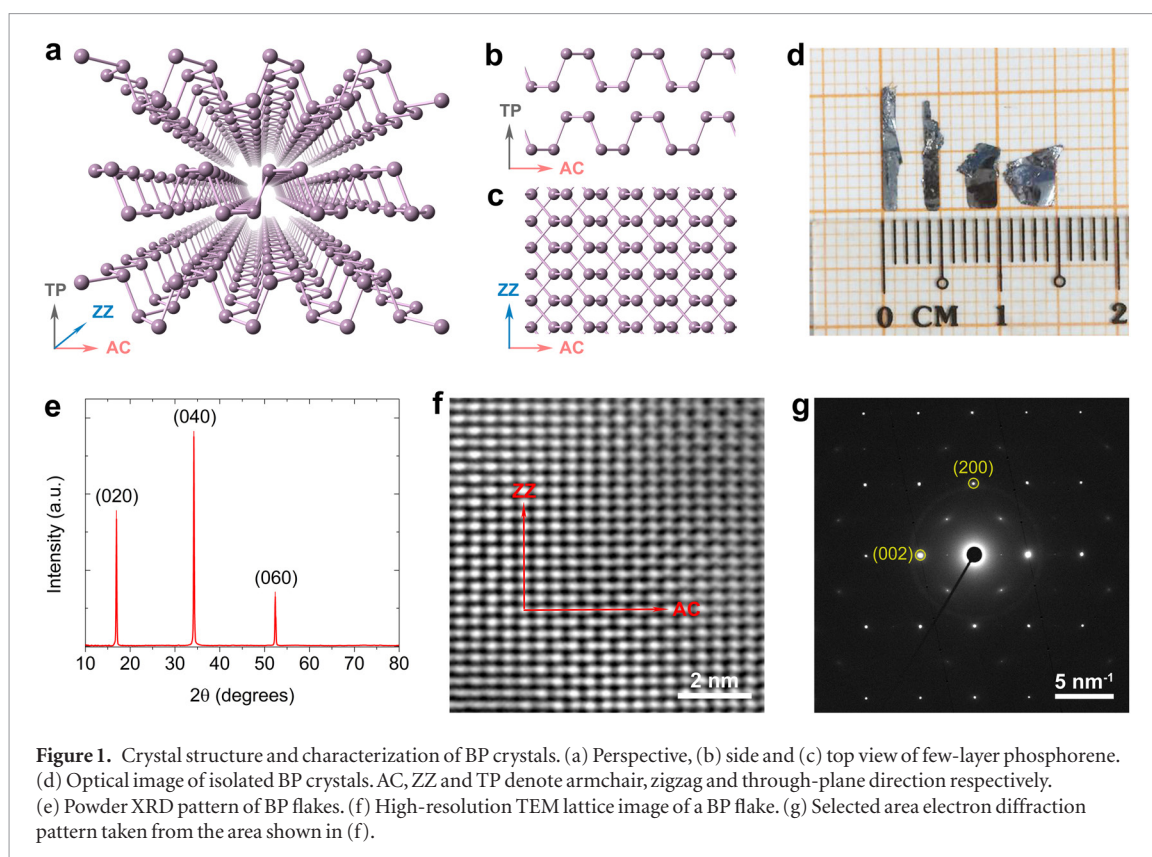 a
TP
ZZ
AC
b
TP
AC
c
ZZ
AC
d
0 CM 1 2
e
(020)
(040)
(060)
Intensity (a.u.)
10 20 30 40 50 60 70 80
2θ (degrees)
f
ZZ
AC
2 nm
g
(200)
(002)
5 nm⁻¹
Figure 1. Crystal structure and characterization of BP crystals. (a) Perspective, (b) side and (c) top view of few-layer phosphorene.
(d) Optical image of isolated BP crystals. AC, ZZ and TP denote armchair, zigzag and through-plane direction respectively.
(e) Powder XRD pattern of BP flakes. (f) High-resolution TEM lattice image of a BP flake. (g) Selected area electron diffraction
pattern taken from the area shown in (f).